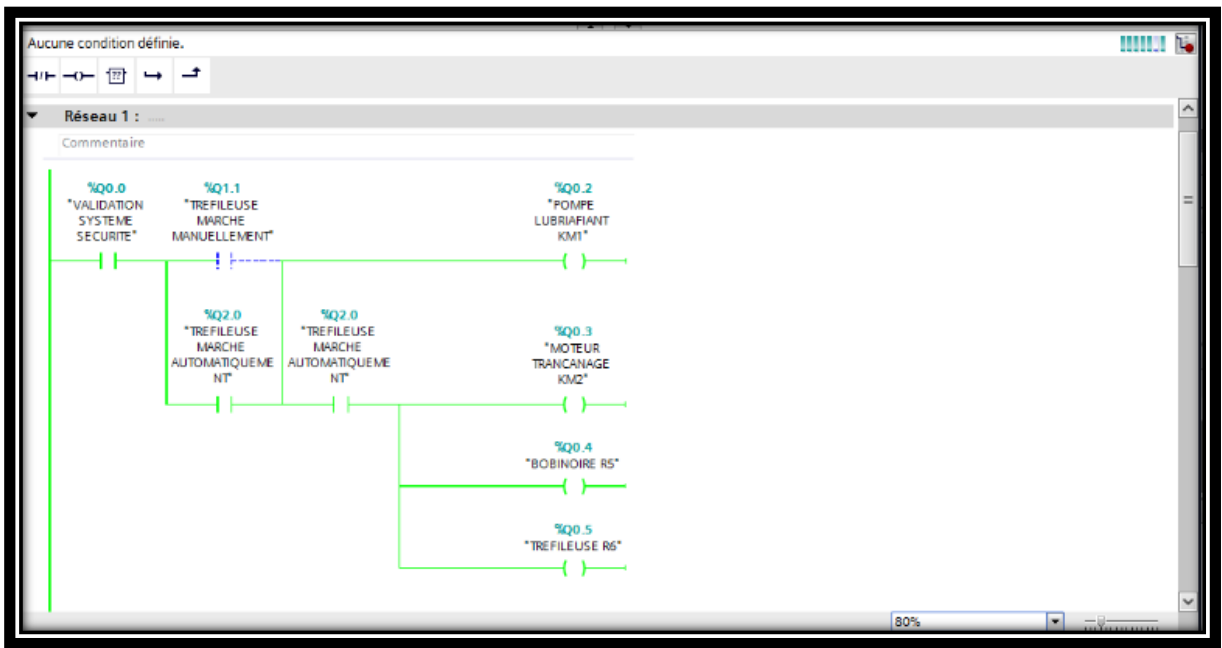 Aucune condition définie.
Réseau 1 : .....
Commentaire
%Q0.0 %Q1.1 %Q0.2
"VALIDATION "TREFILEUSE "POMPE
SYSTEME MARCHE LUBRIAFIANT
SECURITE" MANUELLEMENT" KM1"
%Q2.0 %Q2.0 %Q0.3
"TREFILEUSE "TREFILEUSE "MOTEUR
MARCHE MARCHE TRANCANAGE
AUTOMATIQUEME AUTOMATIQUEME KM2"
NT" NT"
%Q0.4
"BOBINOIRE R5"
%Q0.5
"TREFILEUSE R6"
80%